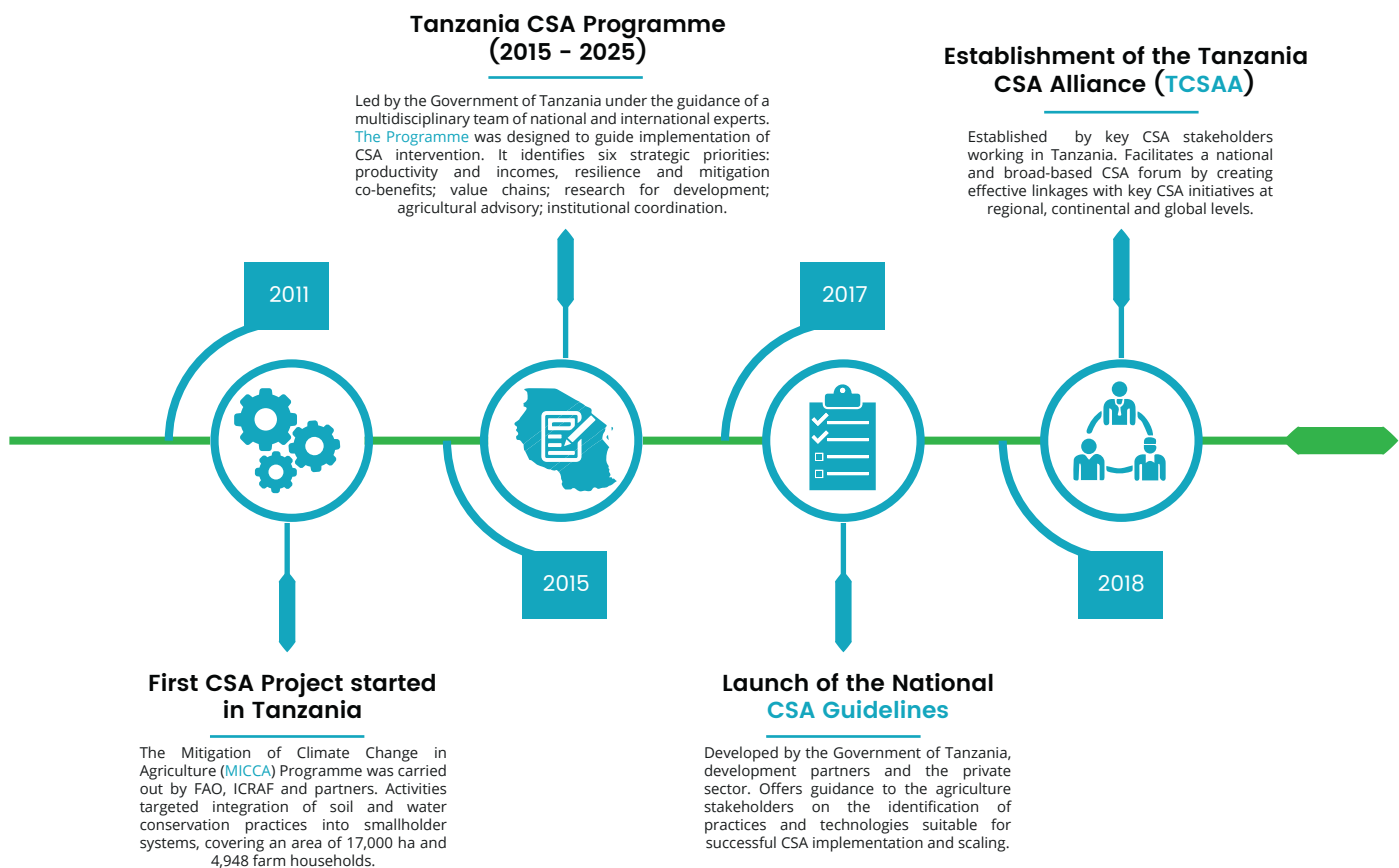 Tanzania CSA Programme
(2015 - 2025)
Led by the Government of Tanzania under the guidance of a
multidisciplinary team of national and international experts.
The Programme was designed to guide implementation of
CSA intervention. It identifies six strategic priorities:
productivity and incomes, resilience and mitigation
co-benefits; value chains; research for development;
agricultural advisory; institutional coordination.
Establishment of the Tanzania
CSA Alliance (TCSAA)
Established by key CSA stakeholders
working in Tanzania. Facilitates a national
and broad-based CSA forum by creating
effective linkages with key CSA initiatives at
regional, continental and global levels.
2011
2017
2015
2018
First CSA Project started
in Tanzania
The Mitigation of Climate Change in
Agriculture (MICCA) Programme was carried
out by FAO, ICRAF and partners. Activities
targeted integration of soil and water
conservation practices into smallholder
systems, covering an area of 17,000 ha and
4,948 farm households.
Launch of the National
CSA Guidelines
Developed by the Government of Tanzania,
development partners and the private
sector. Offers guidance to the agriculture
stakeholders on the identification of
practices and technologies suitable for
successful CSA implementation and scaling.